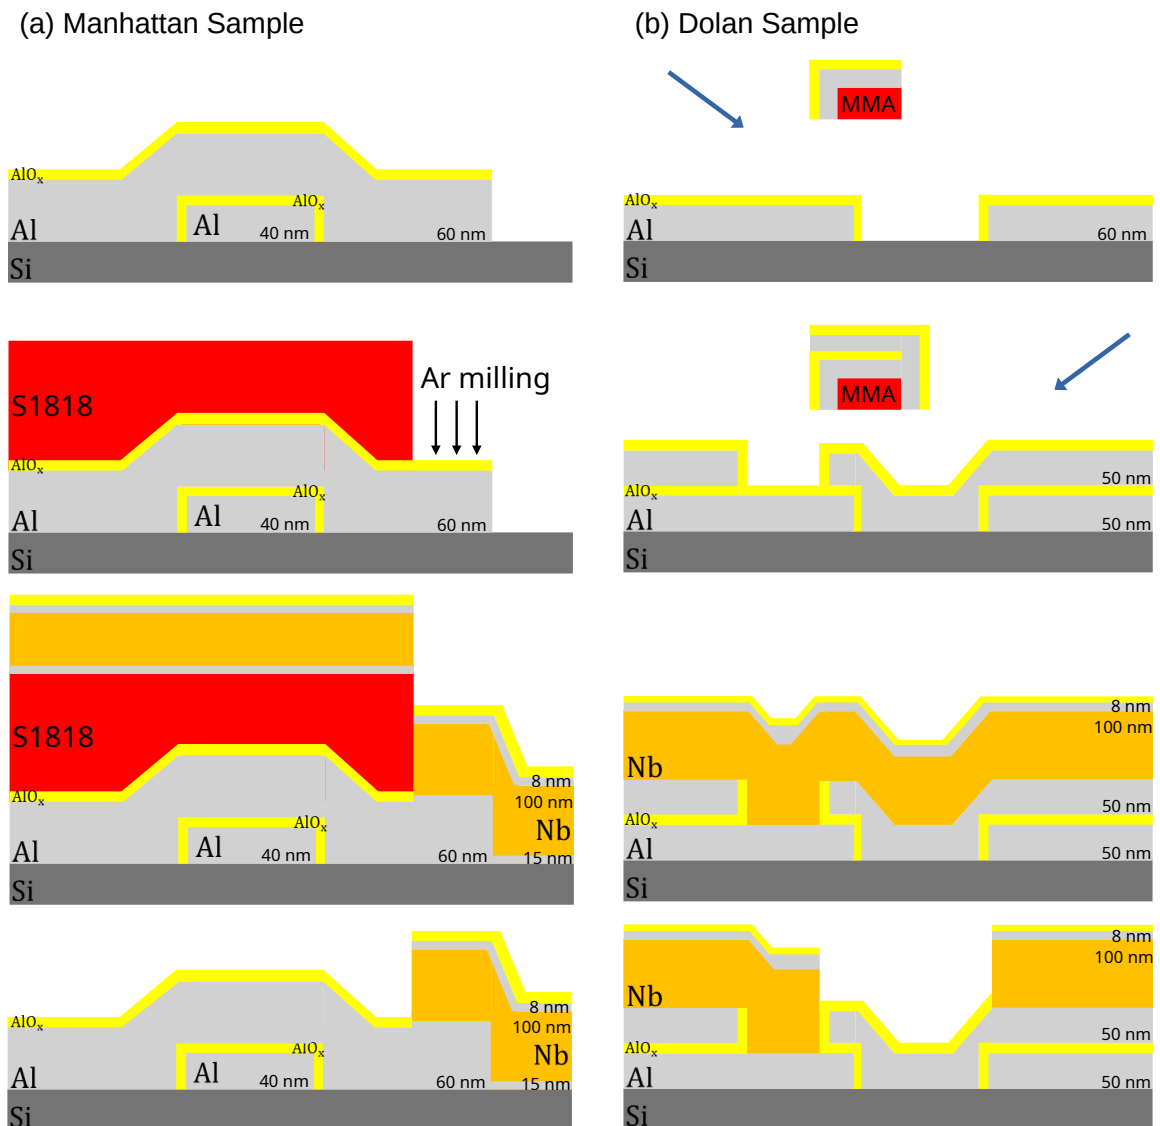 (a) Manhattan Sample
AlOₓ
AlOₓ
Al
Al
40 nm
60 nm
Si
S1818
Ar milling
AlOₓ
AlOₓ
Al
Al
40 nm
60 nm
Si
S1818
AlOₓ
AlOₓ
Al
Al
40 nm
60 nm
8 nm
100 nm
Nb
15 nm
Si
AlOₓ
AlOₓ
Al
Al
40 nm
60 nm
8 nm
100 nm
Nb
15 nm
Si
(b) Dolan Sample
MMA
AlOₓ
Al
60 nm
Si
MMA
50 nm
AlOₓ
Al
50 nm
Si
8 nm
100 nm
Nb
50 nm
AlOₓ
Al
50 nm
Si
8 nm
100 nm
Nb
50 nm
AlOₓ
Al
50 nm
Si